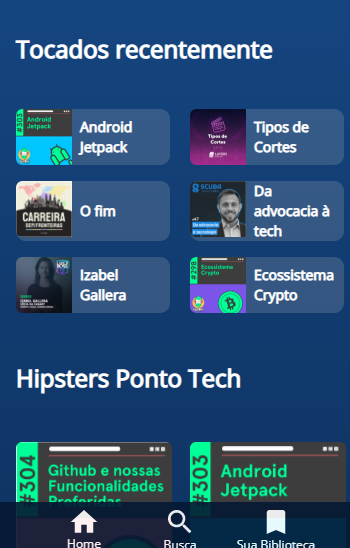 Tocados recentemente
#303
Android
Jetpack
Android
Jetpack
Tipos de
Cortes
Tipos de
Cortes
CARREIRA
SEM FRONTEIRAS
O fim
SCUBA
#47
Da advocacia
à tecnologia
Da
advocacia à
tech
IZABEL GALLERA
Izabel
Gallera
#298
Ecossistema
Crypto
Ecossistema
Crypto
Hipsters Ponto Tech
#304
Github e nossas
Funcionalidades
Preferidas
#303
Android
Jetpack
Home
Busca
Sua Biblioteca